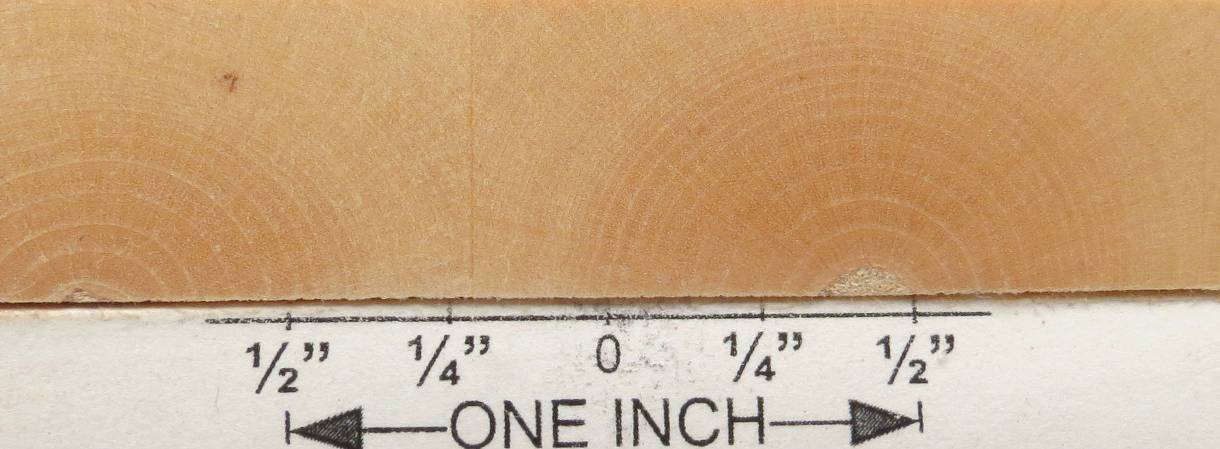 1/2” 1/4” 0 1/4” 1/2”
ONE INCH